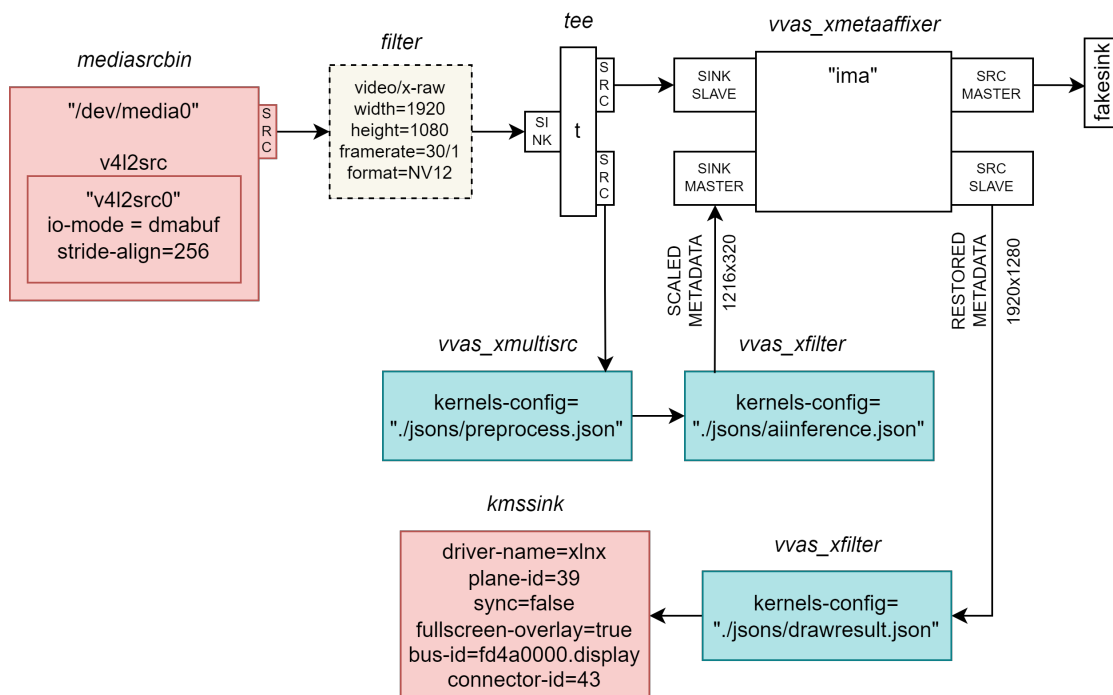 mediasrcbin
"/dev/media0"
SRC
v4l2src
"v4l2src0"
io-mode = dmabuf
stride-align=256
filter
video/x-raw
width=1920
height=1080
framerate=30/1
format=NV12
tee
SI
NK
t
SRC
SRC
vvas_xmetaaffixer
SINK
SLAVE
"ima"
SRC
MASTER
fakesink
SINK
MASTER
SRC
SLAVE
SCALED
METADATA
1216x320
RESTORED
METADATA
1920x1280
vvas_xmultisrc
kernels-config=
"./jsons/preprocess.json"
vvas_xfilter
kernels-config=
"./jsons/aiinference.json"
kmssink
driver-name=xlnx
plane-id=39
sync=false
fullscreen-overlay=true
bus-id=fd4a0000.display
connector-id=43
vvas_xfilter
kernels-config=
"./jsons/drawresult.json"